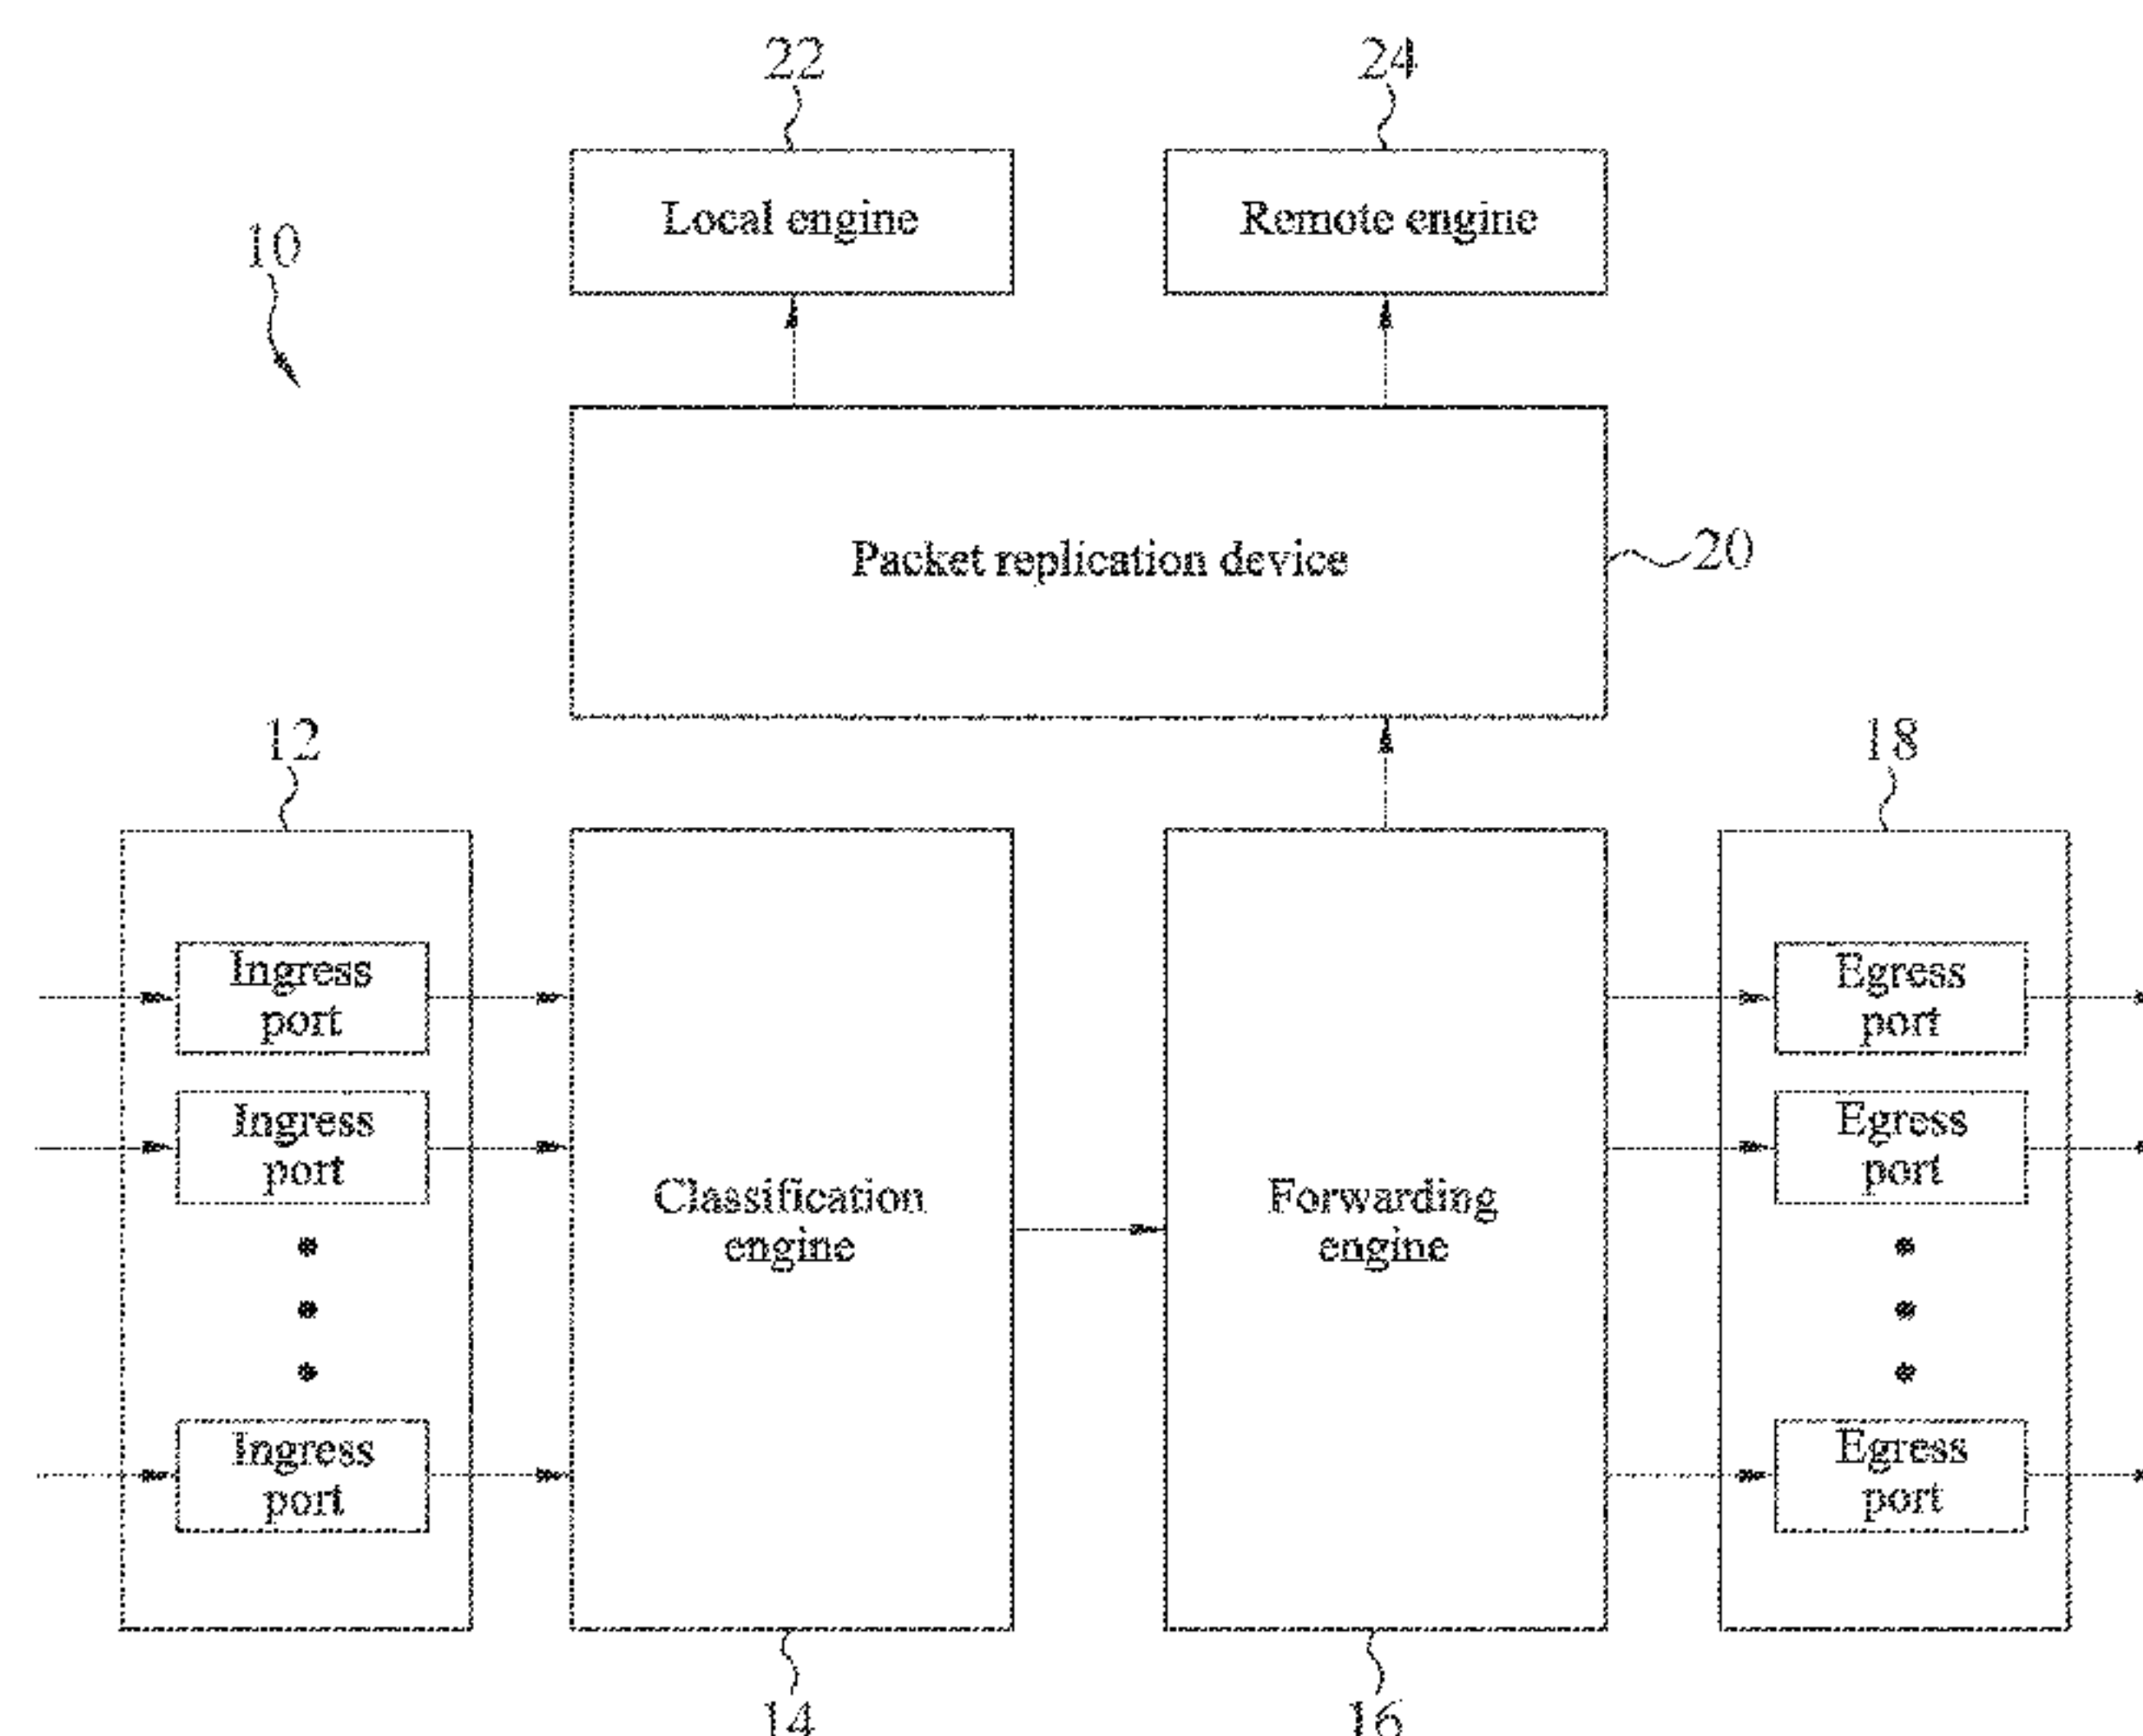 22
24
Local engine
Remote engine
10
Packet replication device
20
12
18
Ingress
port
Ingress
port
Ingress
port
Classification
engine
Forwarding
engine
Egress
port
Egress
port
Egress
port
14
16